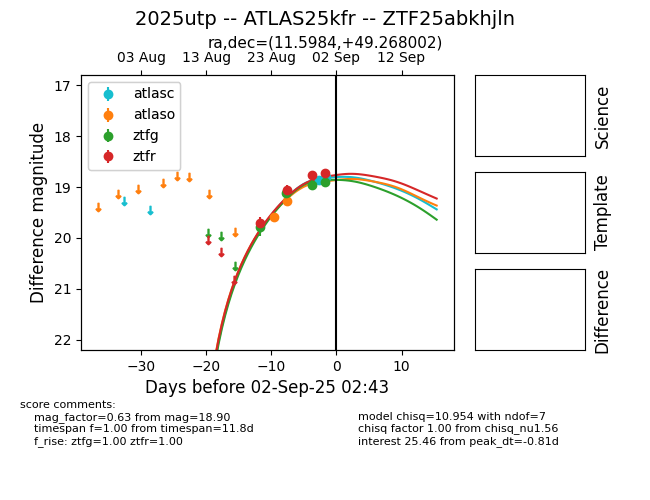 2025utp -- ATLAS25kfr -- ZTF25abkhjln
ra,dec=(11.5984,+49.268002)
03 Aug 13 Aug 23 Aug 02 Sep 12 Sep
atlasc
atlaso
ztfg
ztfr
17
18
19
20
21
22
Difference magnitude
−30 −20 −10 0 10
Days before 02-Sep-25 02:43
Science
Template
Difference
score comments:
mag_factor=0.63 from mag=18.90
timespan f=1.00 from timespan=11.8d
f_rise: ztfg=1.00 ztfr=1.00
model chisq=10.954 with ndof=7
chisq factor 1.00 from chisq_nu1.56
interest 25.46 from peak_dt=-0.81d